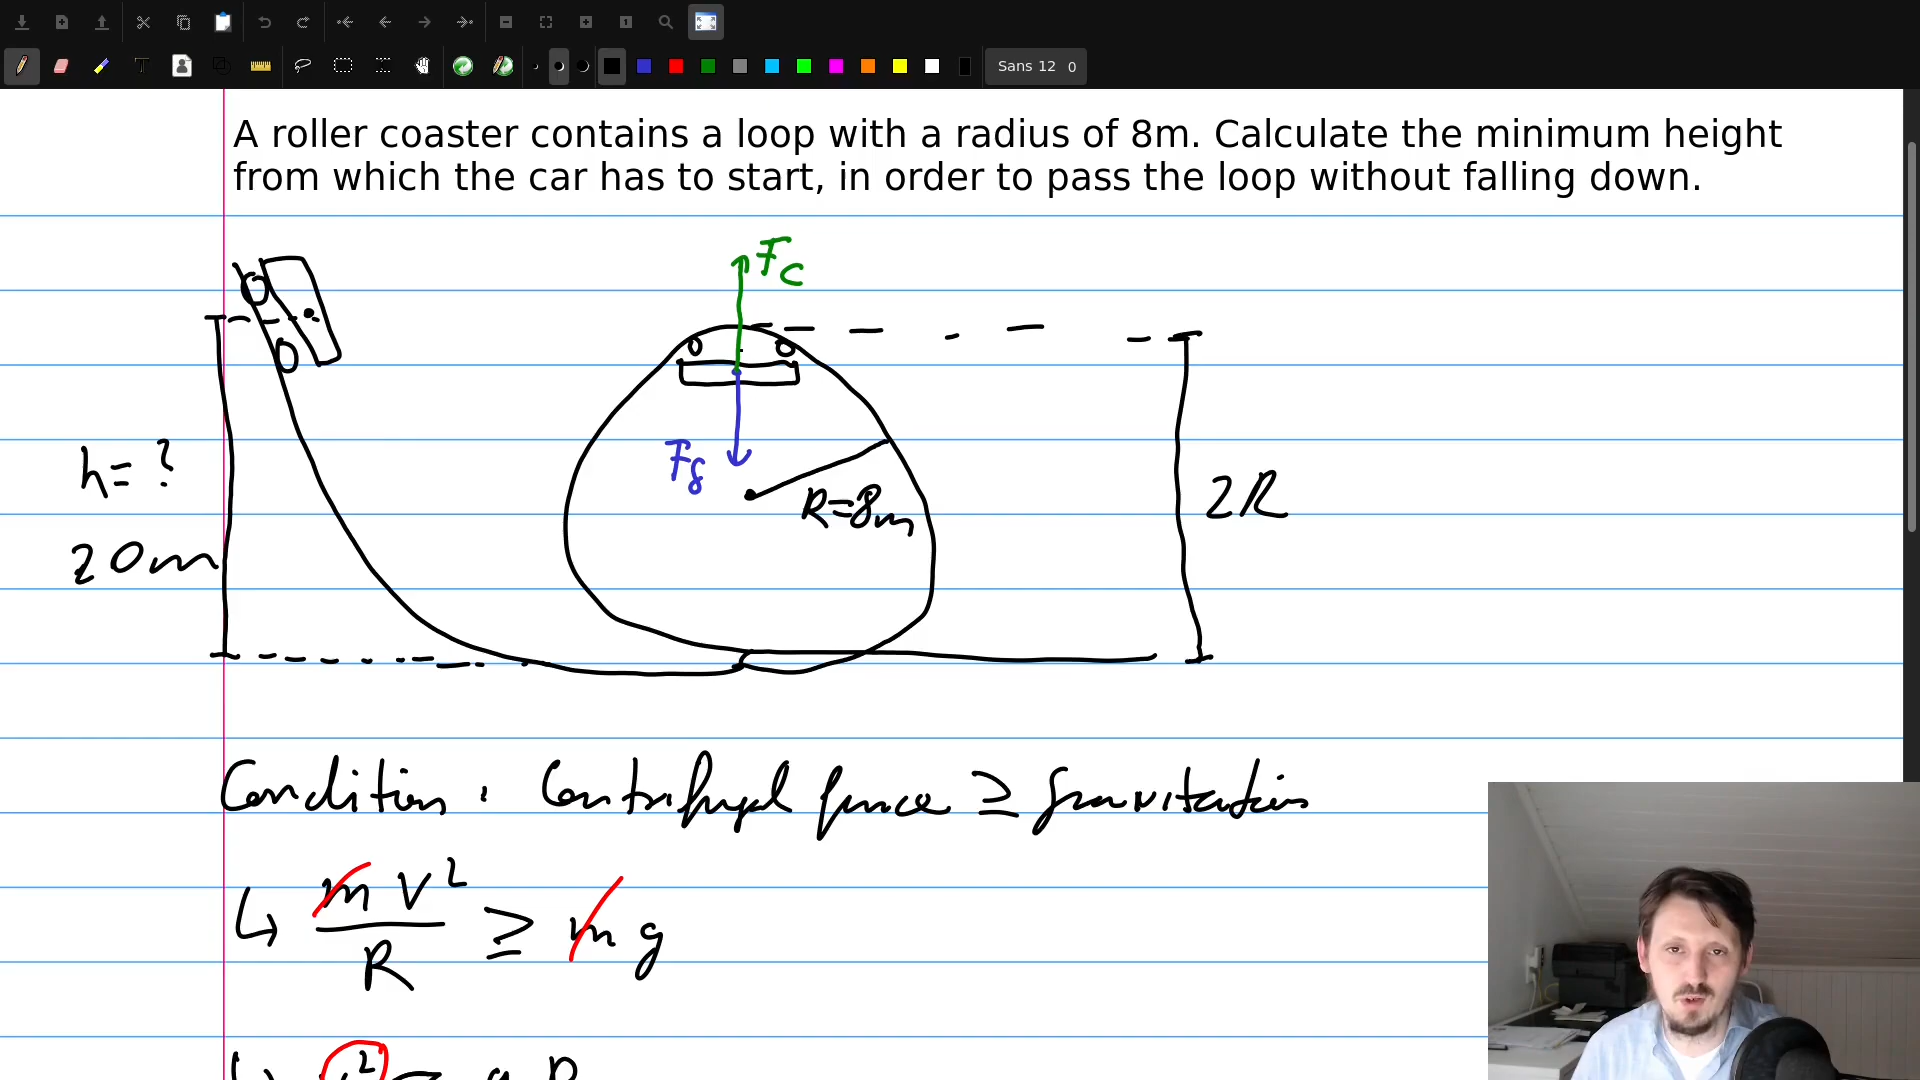 Sans 12 0
A roller coaster contains a loop with a radius of 8m. Calculate the minimum height
from which the car has to start, in order to pass the loop without falling down.
Fc
h = ?
Fg
R=8m
2R
20m
Condition: Centrifugal force ≥ gravitation
↳ m v² / R ≥ m g